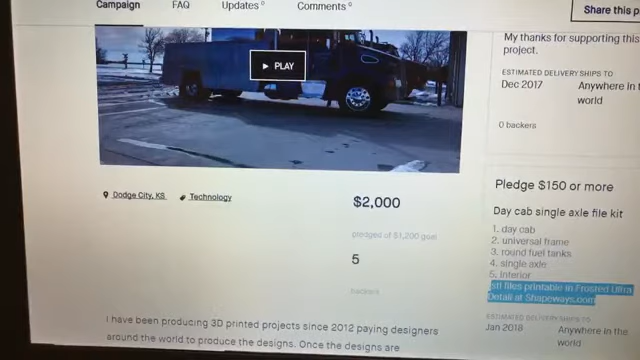 Campaign
FAQ
Updates 0
Comments 0
Share this p
PLAY
Dodge City, KS
Technology
$2,000
pledged of $1,200 goal
5
backers
I have been producing 3D printed projects since 2012 paying designers
around the world to produce the designs. Once the designs are
My thanks for supporting this
project.
ESTIMATED DELIVERY SHIPS TO
Dec 2017 Anywhere in t
world
0 backers
Pledge $150 or more
Day cab single axle file kit
1. day cab
2. universal frame
3. round fuel tanks
4. single axle
5. Interior
stl files printable in Frosted Ultra
Detail at Shapeways.com
ESTIMATED DELIVERY SHIPS TO
Jan 2018 Anywhere in the
world